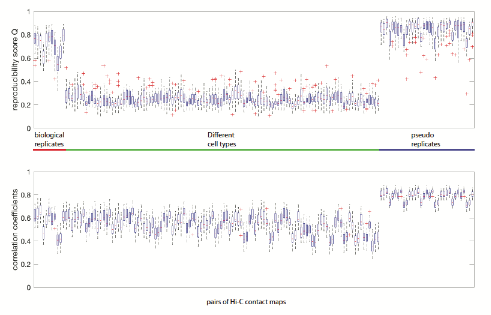 reproducibility score Q
1
0.8
0.6
0.4
0.2
0
biological
replicates
Different
cell types
pseudo
replicates
correlation coefficients
1
0.8
0.6
0.4
0.2
0
pairs of Hi-C contact maps